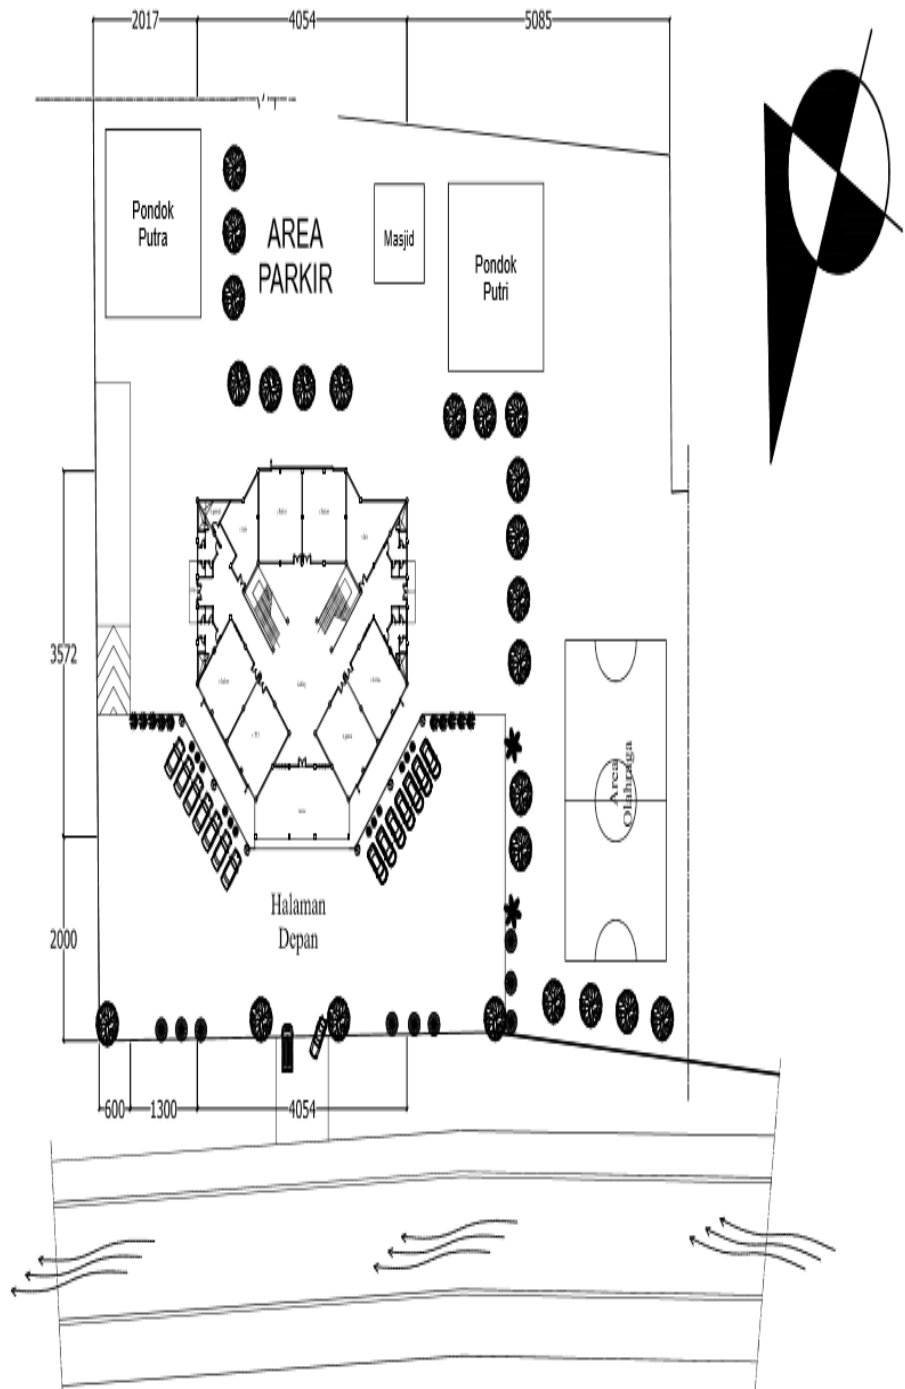 2017
4054
5085
Pondok
Putra
AREA
PARKIR
Masjid
Pondok
Putri
3572
Area
Olahraga
2000
Halaman
Depan
600
1300
4054